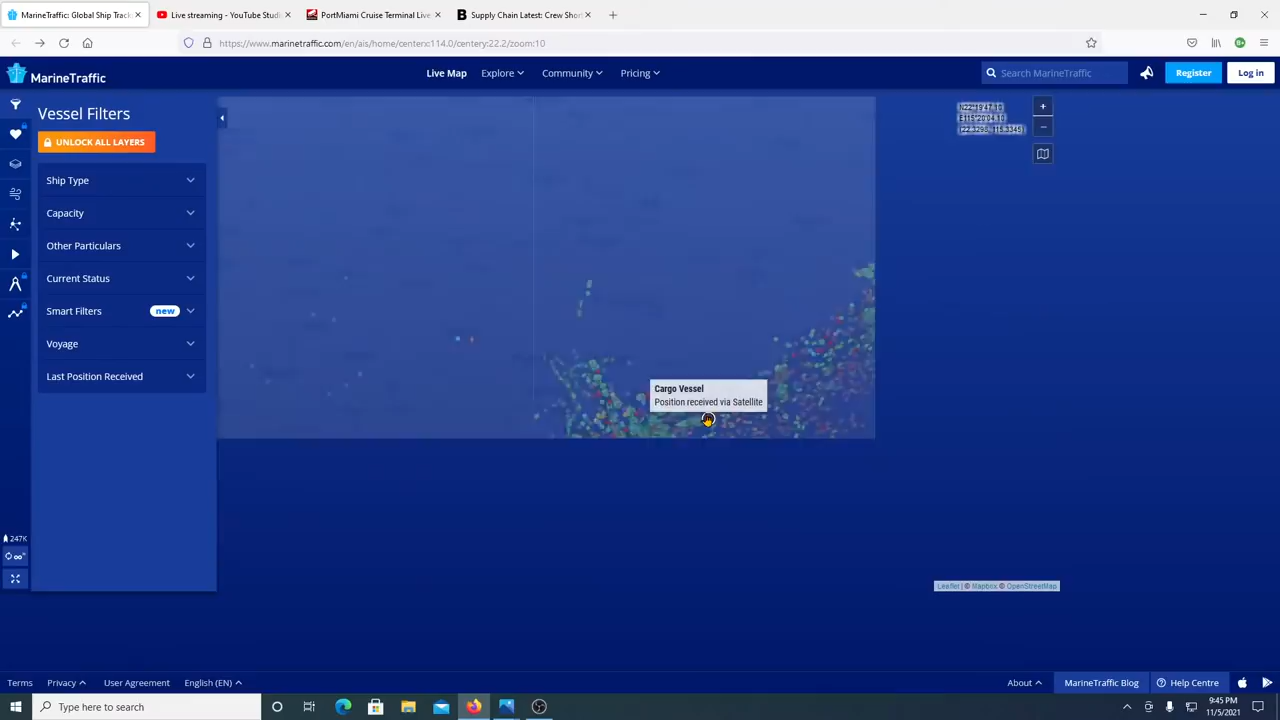 MarineTraffic: Global Ship Track
Live streaming - YouTube Studi
PortMiami Cruise Terminal Live
Supply Chain Latest: Crew Short
https://www.marinetraffic.com/en/ais/home/centerx:114.0/centery:22.2/zoom:10
MarineTraffic
Live Map
Explore
Community
Pricing
Search MarineTraffic
Register
Log in
Vessel Filters
UNLOCK ALL LAYERS
Ship Type
Capacity
Other Particulars
Current Status
Smart Filters
new
Voyage
Last Position Received
Cargo Vessel
Position received via Satellite
247K
Leaflet | © Mapbox © OpenStreetMap
Terms
Privacy
User Agreement
English (EN)
About
MarineTraffic Blog
Help Centre
Type here to search
9:45 PM
11/5/2021